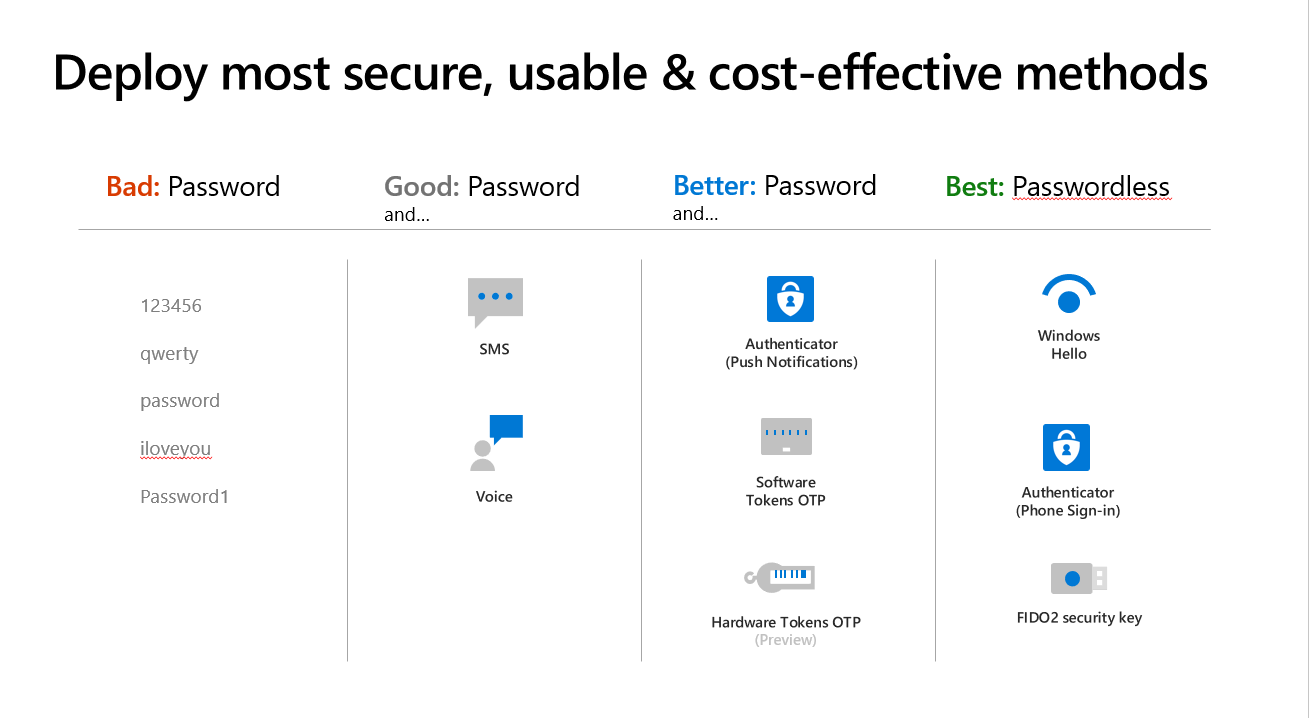 Deploy most secure, usable & cost-effective methods
Bad: Password
Good: Password
and...
Better: Password
and...
Best: Passwordless
123456
qwerty
password
iloveyou
Password1
SMS
Voice
Authenticator
(Push Notifications)
Software
Tokens OTP
Hardware Tokens OTP
(Preview)
Windows
Hello
Authenticator
(Phone Sign-in)
FIDO2 security key